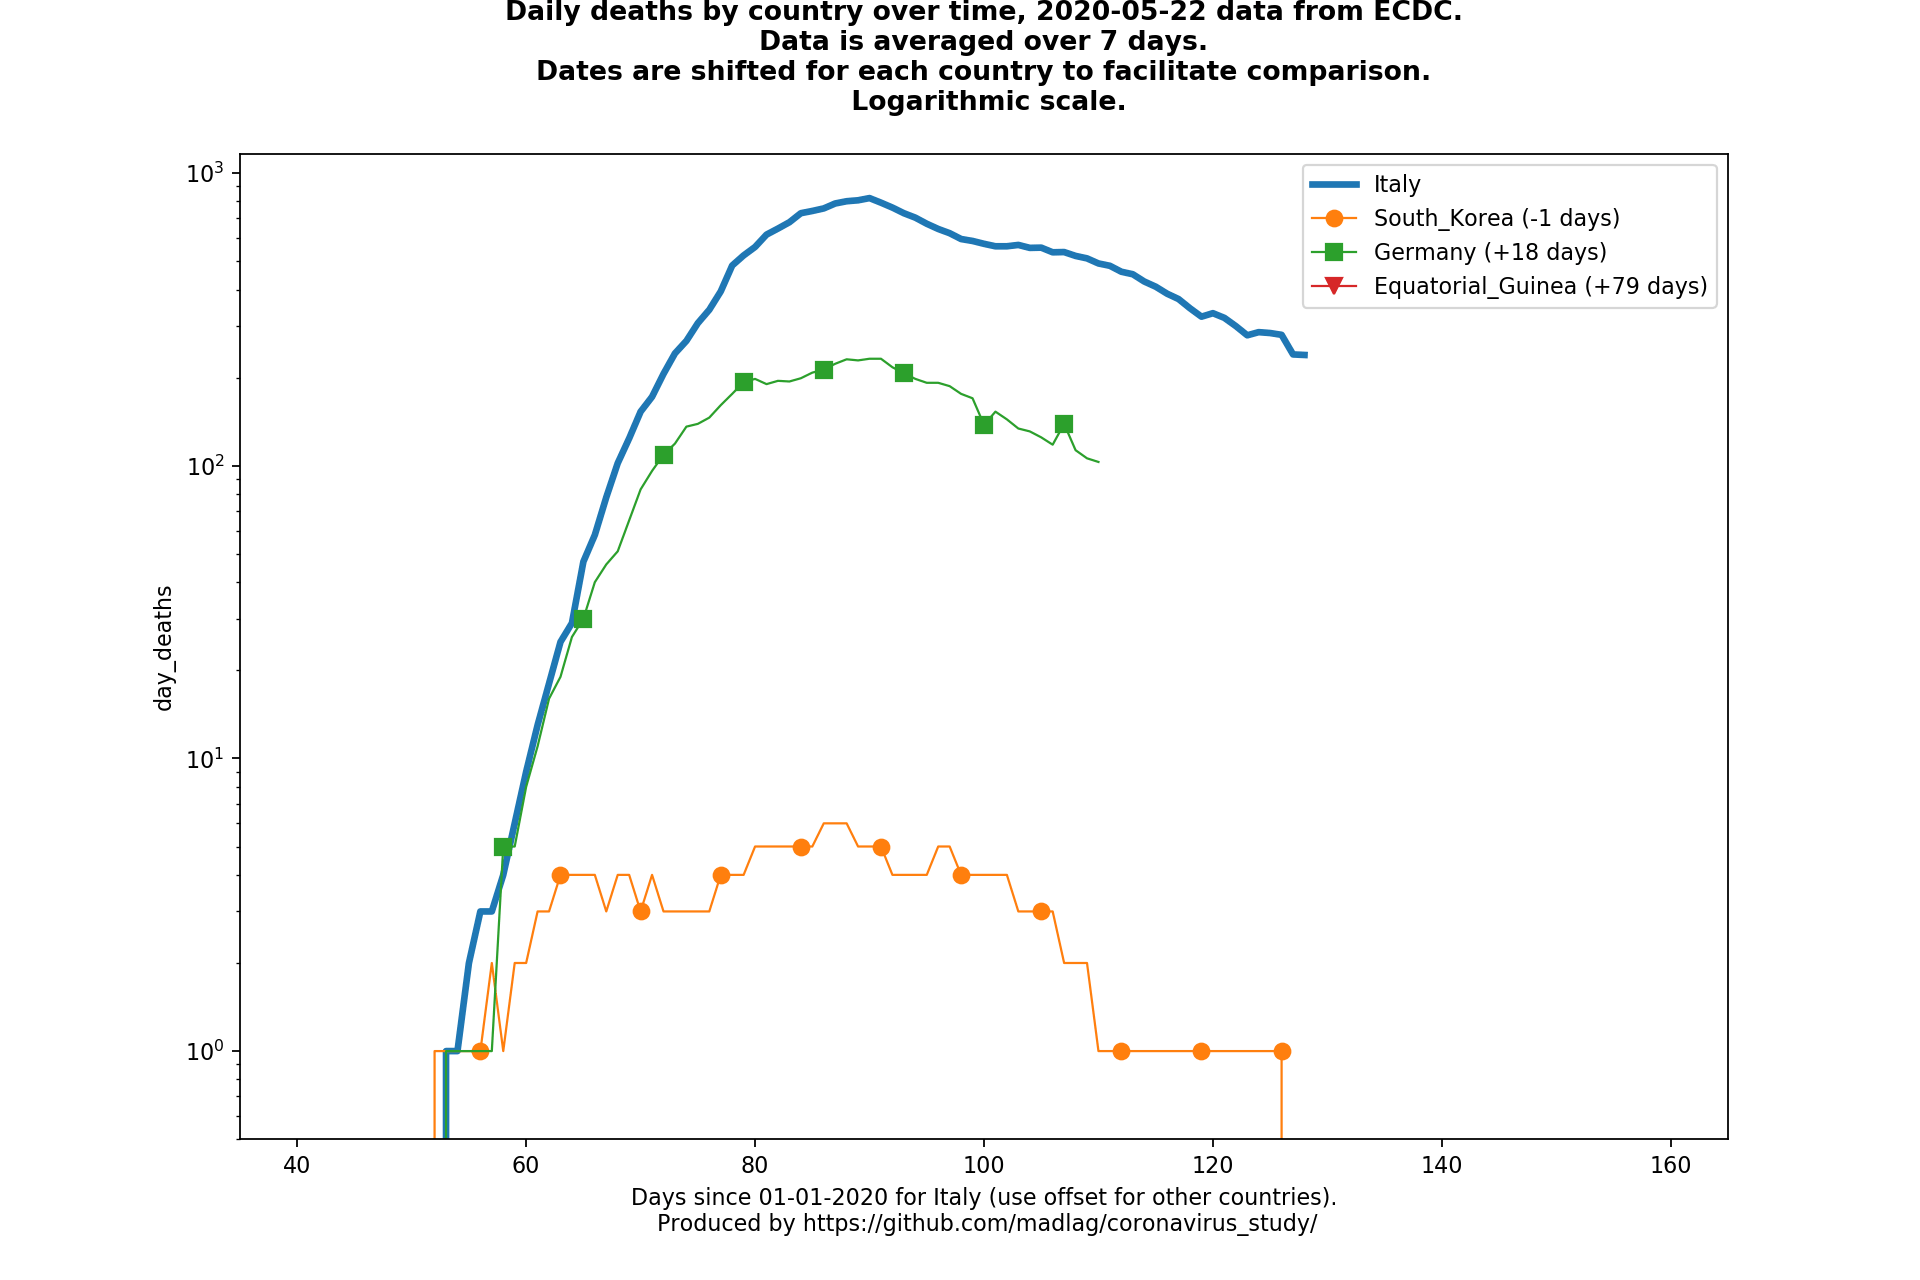 Daily deaths by country over time, 2020-05-22 data from ECDC.
Data is averaged over 7 days.
Dates are shifted for each country to facilitate comparison.
Logarithmic scale.
10³
10²
10¹
10⁰
day_deaths
Italy
South_Korea (-1 days)
Germany (+18 days)
Equatorial_Guinea (+79 days)
40 60 80 100 120 140 160
Days since 01-01-2020 for Italy (use offset for other countries).
Produced by https://github.com/madlag/coronavirus_study/